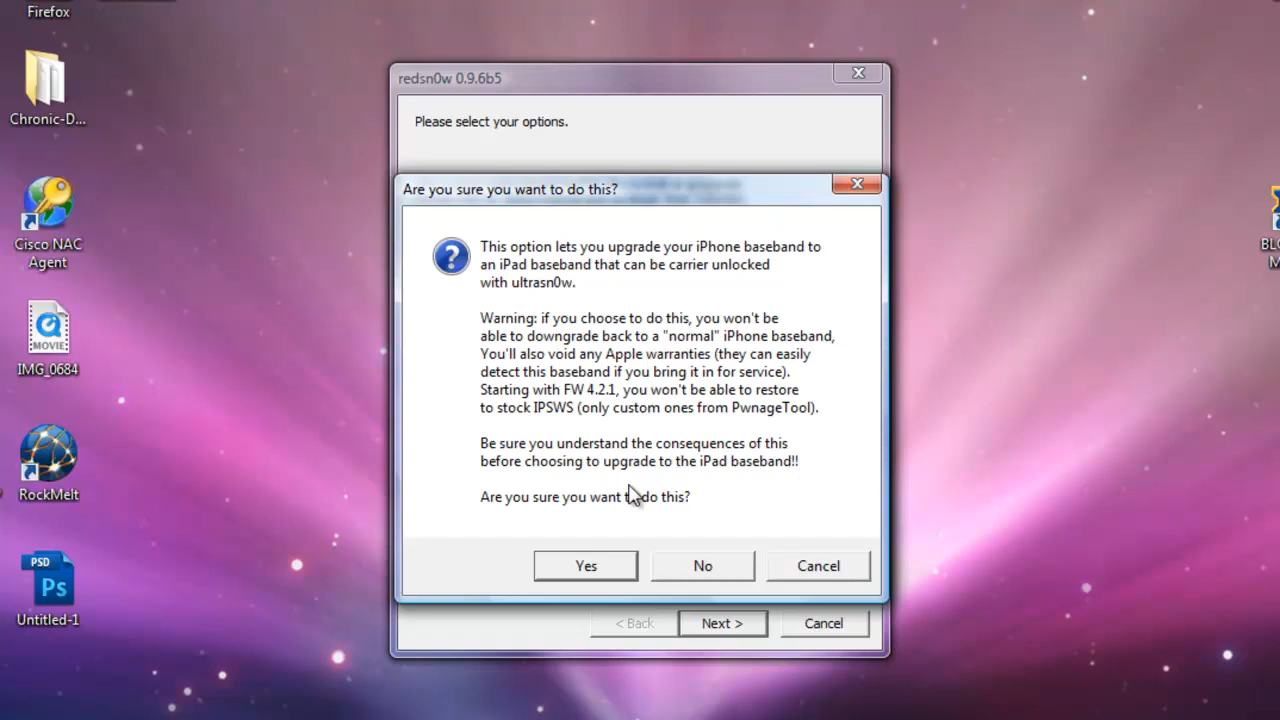 Firefox
Chronic-D...
Cisco NAC
Agent
MOVIE
IMG_0684
RockMelt
PSD
Ps
Untitled-1
redsn0w 0.9.6b5
Please select your options.
Are you sure you want to do this?
This option lets you upgrade your iPhone baseband to
an iPad baseband that can be carrier unlocked
with ultrasn0w.
Warning: if you choose to do this, you won't be
able to downgrade back to a "normal" iPhone baseband,
You'll also void any Apple warranties (they can easily
detect this baseband if you bring it in for service).
Starting with FW 4.2.1, you won't be able to restore
to stock IPSWS (only custom ones from PwnageTool).
Be sure you understand the consequences of this
before choosing to upgrade to the iPad baseband!!
Are you sure you want to do this?
Yes No Cancel
< Back Next > Cancel